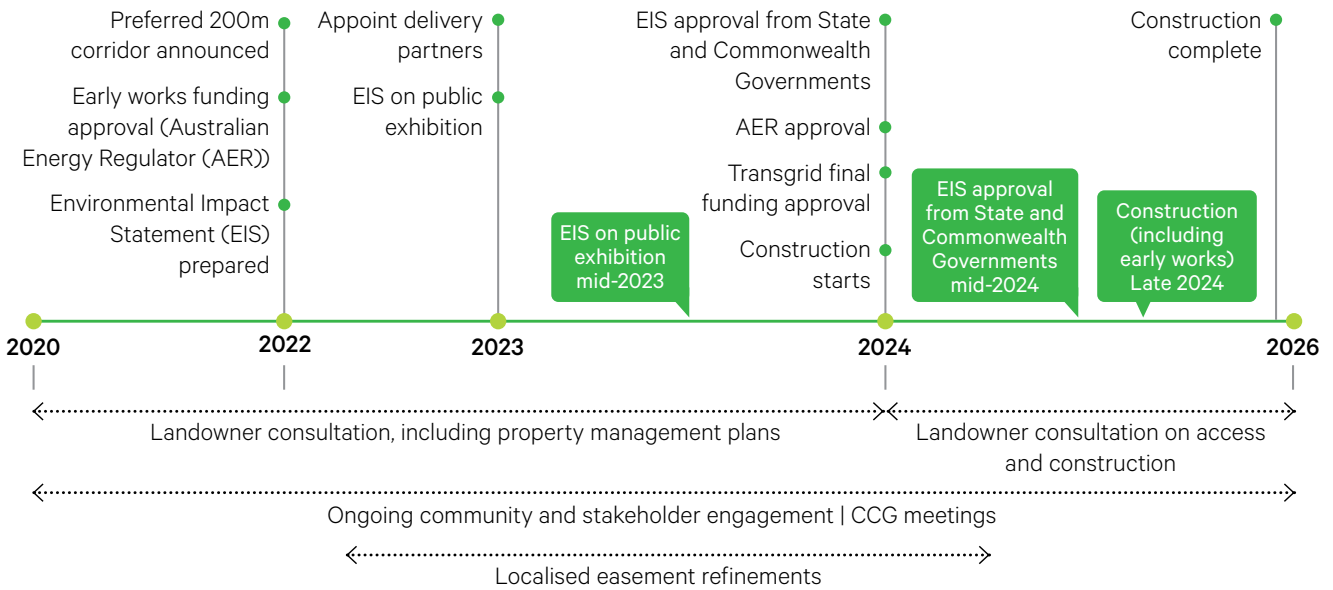 Preferred 200m
corridor announced
Early works funding
approval (Australian
Energy Regulator (AER))
Environmental Impact
Statement (EIS)
prepared
Appoint delivery
partners
EIS on public
exhibition
EIS on public
exhibition
mid-2023
EIS approval from State
and Commonwealth
Governments
AER approval
Transgrid final
funding approval
Construction
starts
EIS approval
from State and
Commonwealth
Governments
mid-2024
Construction
(including
early works)
Late 2024
Construction
complete
2020
2022
2023
2024
2026
Landowner consultation, including property management plans
Landowner consultation on access
and construction
Ongoing community and stakeholder engagement | CCG meetings
Localised easement refinements